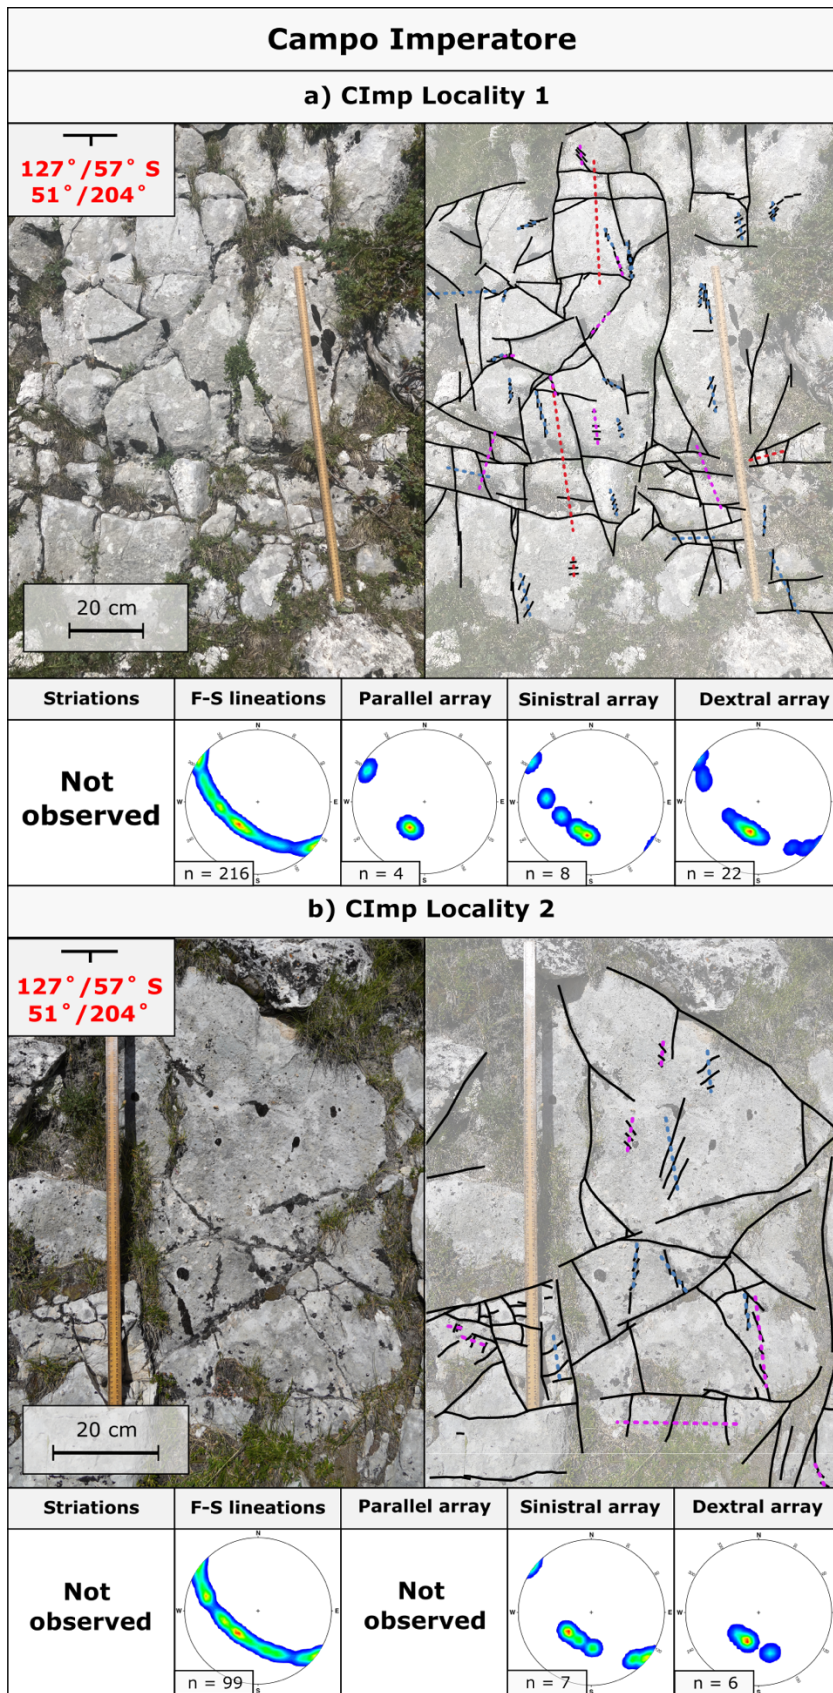 Campo Imperatore
a) CImp Locality 1
127°/57° S
51°/204°
20 cm
Striations
F-S lineations
Parallel array
Sinistral array
Dextral array
Not
observed
N
W
E
S
n = 216
N
W
E
S
n = 4
N
W
E
S
n = 8
N
W
E
S
n = 22
b) CImp Locality 2
127°/57° S
51°/204°
20 cm
Striations
F-S lineations
Parallel array
Sinistral array
Dextral array
Not
observed
N
W
E
S
n = 99
Not
observed
N
W
E
S
n = 7
N
W
E
S
n = 6